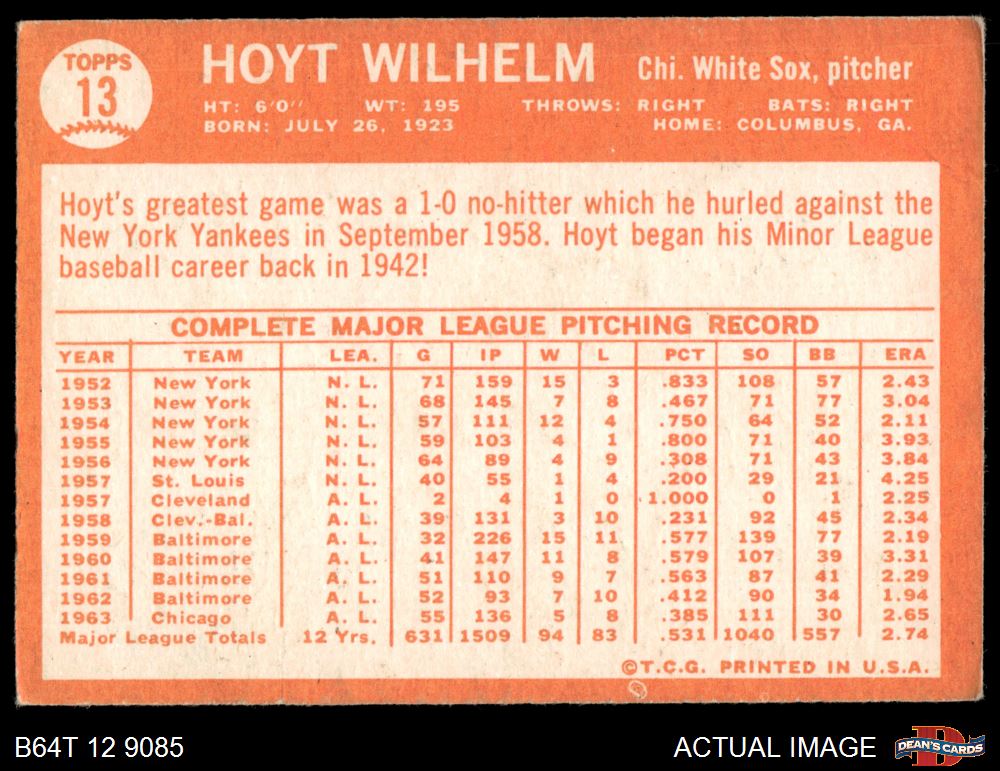 TOPPS
13
HOYT WILHELM Chi. White Sox, pitcher
HT: 6'0'' WT: 195 THROWS: RIGHT BATS: RIGHT
BORN: JULY 26, 1923 HOME: COLUMBUS, GA.
Hoyt's greatest game was a 1-0 no-hitter which he hurled against the
New York Yankees in September 1958. Hoyt began his Minor League
baseball career back in 1942!
COMPLETE MAJOR LEAGUE PITCHING RECORD
YEAR TEAM LEA. G IP W L PCT SO BB ERA
1952 New York N. L. 71 159 15 3 .833 108 57 2.43
1953 New York N. L. 68 145 7 8 .467 71 77 3.04
1954 New York N. L. 57 111 12 4 .750 64 52 2.11
1955 New York N. L. 59 103 4 1 .800 71 40 3.93
1956 New York N. L. 64 89 4 9 .308 71 43 3.84
1957 St. Louis N. L. 40 55 1 4 .200 29 21 4.25
1957 Cleveland A. L. 2 4 1 0 1.000 0 1 2.25
1958 Clev.-Bal. A. L. 39 131 3 10 .231 92 45 2.34
1959 Baltimore A. L. 32 226 15 11 .577 139 77 2.19
1960 Baltimore A. L. 41 147 11 8 .579 107 39 3.31
1961 Baltimore A. L. 51 110 9 7 .563 87 41 2.29
1962 Baltimore A. L. 52 93 7 10 .412 90 34 1.94
1963 Chicago A. L. 55 136 5 8 .385 111 30 2.65
Major League Totals 12 Yrs. 631 1509 94 83 .531 1040 557 2.74
©T.C.G. PRINTED IN U.S.A.
B64T 12 9085 ACTUAL IMAGE DEAN'S CARDS